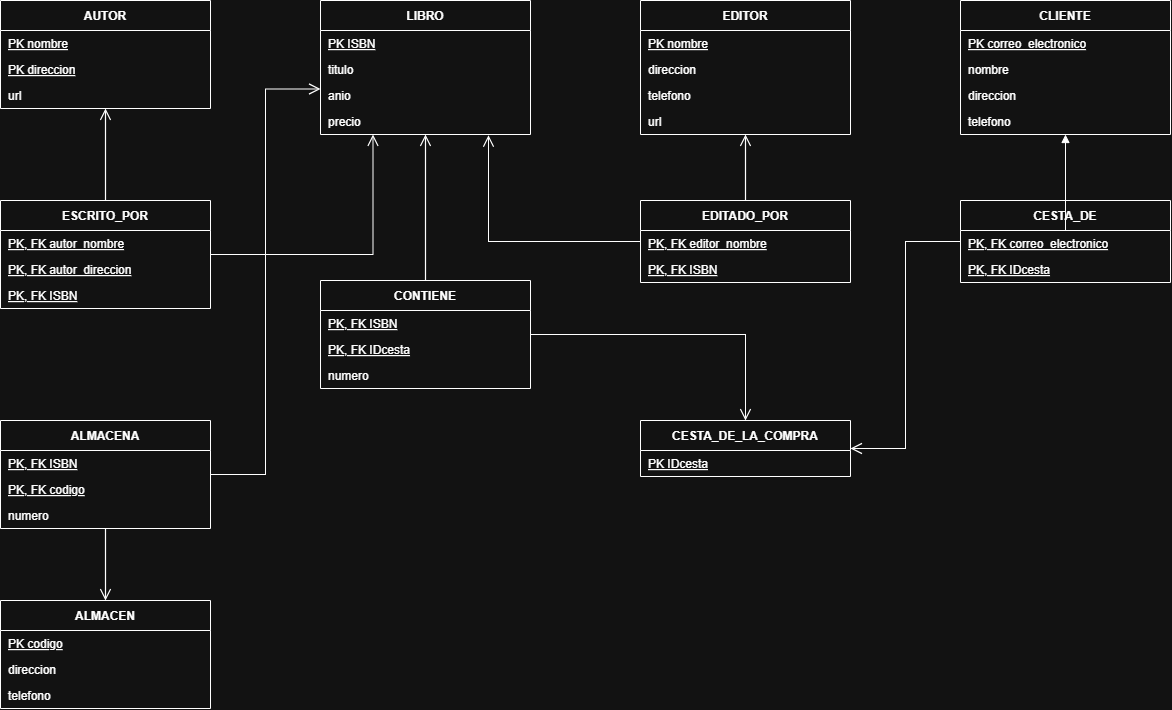 AUTOR
PK nombre
PK direccion
url
LIBRO
PK ISBN
titulo
anio
precio
EDITOR
PK nombre
direccion
telefono
url
CLIENTE
PK correo_electronico
nombre
direccion
telefono
ESCRITO_POR
PK, FK autor_nombre
PK, FK autor_direccion
PK, FK ISBN
EDITADO_POR
PK, FK editor_nombre
PK, FK ISBN
CESTA_DE
PK, FK correo_electronico
PK, FK IDcesta
CONTIENE
PK, FK ISBN
PK, FK IDcesta
numero
ALMACENA
PK, FK ISBN
PK, FK codigo
numero
CESTA_DE_LA_COMPRA
PK IDcesta
ALMACEN
PK codigo
direccion
telefono